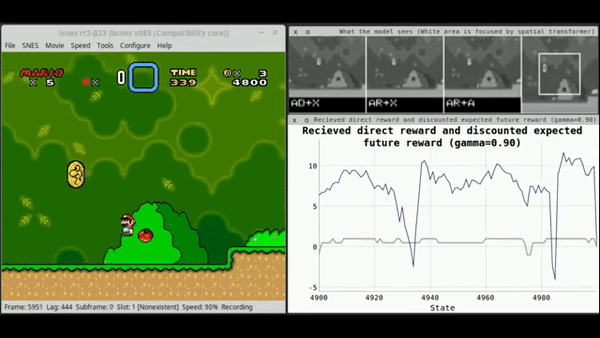 lsnes rr2-β23 [bsnes v085 (Compatibility core)]
File SNES Movie Speed Tools Configure Help
MARIO TIME
x 5 x 0 339 x 3
4800
Frame: 5951 Lag: 444 Subframe: 0 Slot: 1 [Nonexistent] Speed: 96% Recording
What the model sees (White area is focused by spatial transformer)
AD+X AR+X AR+A
Recieved direct reward and discounted expected future reward (gamma=0.90)
Recieved direct reward and discounted expected
future reward (gamma=0.90)
10
5
0
-5
4900 4920 4940 4960 4980
State